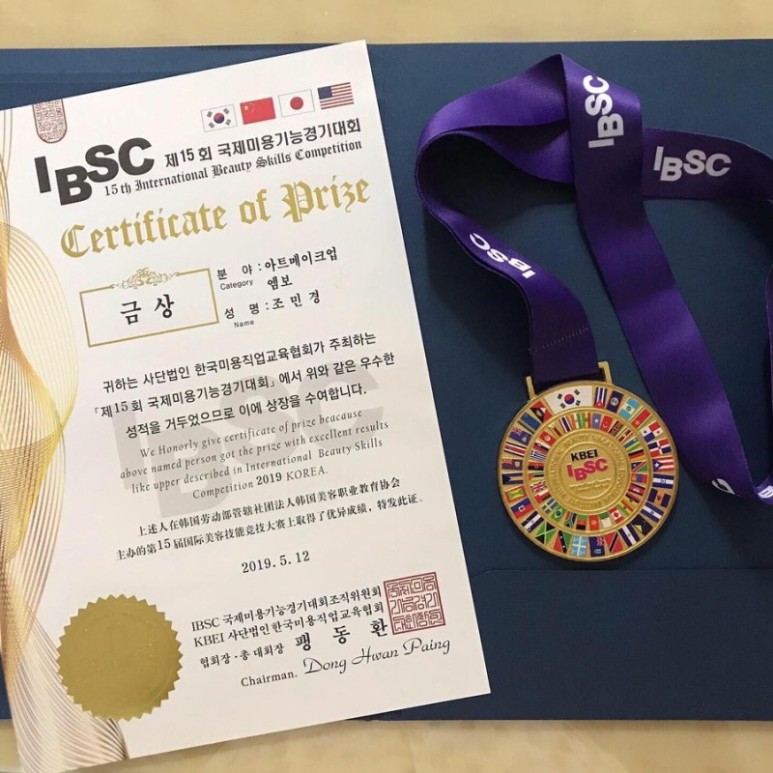 IBSC 제15회 국제미용기능경기대회
15th International Beauty Skills Competition
Certificate of Prize
분 야 : 아트메이크업
Category 엠보
금 상
성 명 : 조 민 경
Name
귀하는 사단법인 한국미용직업교육협회가 주최하는
「제15회 국제미용기능경기대회」에서 위와 같은 우수한
성적을 거두었으므로 이에 상장을 수여합니다.
We Honorly give certificate of prize beacause
above named person got the prize with excellent results
like upper described in International Beauty Skills
Competition 2019 KOREA.
上述人在韩国劳动部管辖社团法人韩国美容职业教育协会
主办的第15届国际美容技能竞技大赛上取得了优异成绩，特发此证。
2019. 5. 12
IBSC 국제미용기능경기대회조직위원회
KBEI 사단법인한국미용직업교육협회
협회장·총 대회장 팽 동 환
Chairman. Dong Hwan Paing
IBSC
IBSC
IBSC
KBEI
IBSC